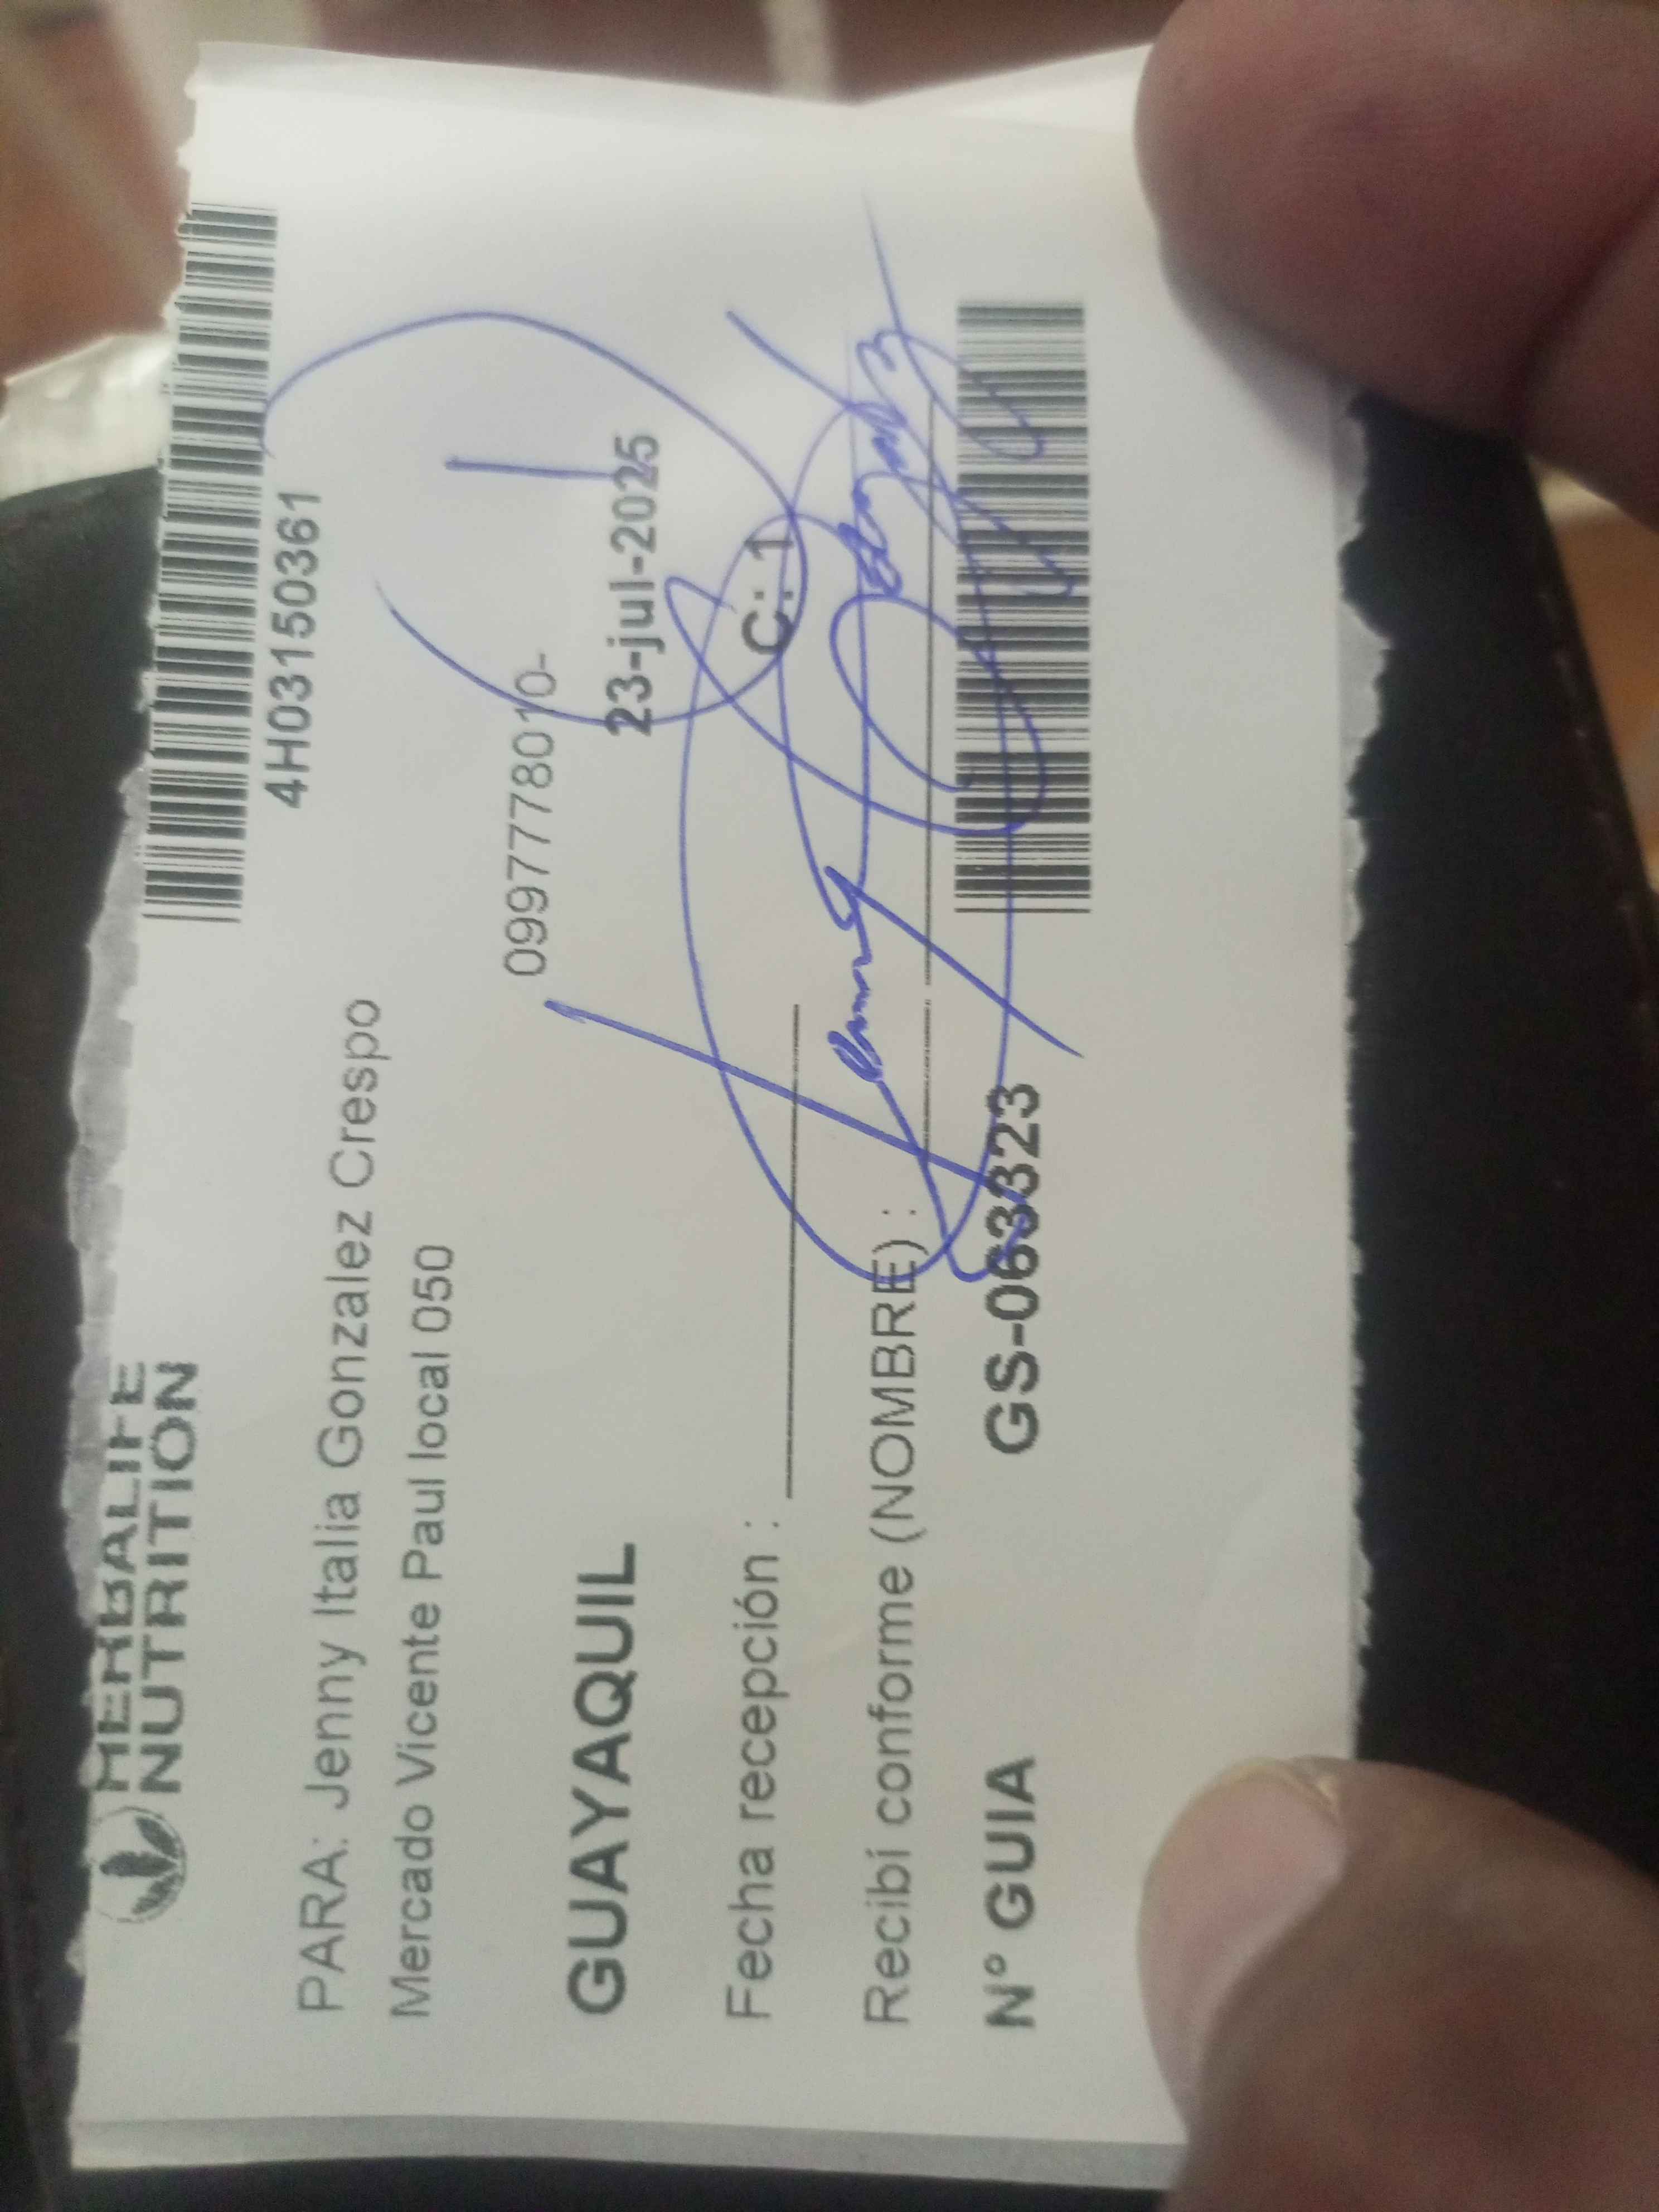 HERBALIFE
NUTRITION
4H03150361
PARA: Jenny Italia Gonzalez Crespo
Mercado Vicente Paul local 050
0997778010-
GUAYAQUIL
23-jul-2025
Fecha recepción :
C: 1
Recibí conforme (NOMBRE) :
N° GUIA
GS-063323